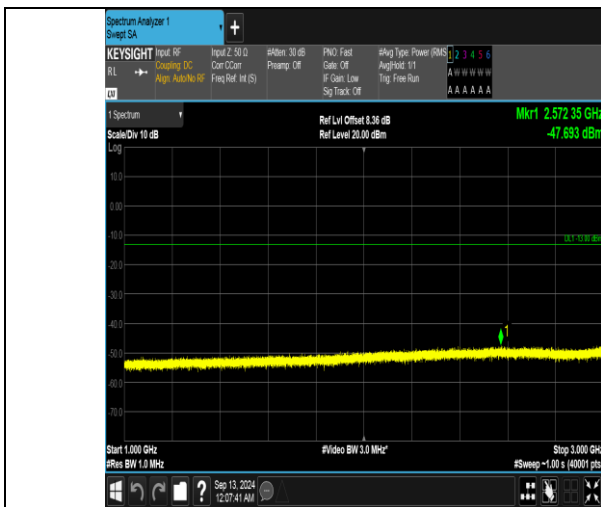 Spectrum Analyzer 1
Swept SA
KEYSIGHT
RL
Input: RF
Coupling: DC
Align: Auto/No RF
Input Z: 50 Ω
Corr CCorr
Freq Ref: Int (S)
#Atten: 30 dB
Preamp: Off
PNO: Fast
Gate: Off
IF Gain: Low
Sig Track: Off
#Avg Type: Power (RMS
Avg|Hold: 1/1
Trig: Free Run
1 2 3 4 5 6
A W W W W W
A A A A A A
LXI
1 Spectrum
Scale/Div 10 dB
Ref Lvl Offset 8.36 dB
Ref Level 20.00 dBm
Mkr1 2.572 35 GHz
-47.693 dBm
Log
10.0
0.00
-10.0
DL1 -13.00 dBm
-20.0
-30.0
-40.0
1
-50.0
-60.0
-70.0
Start 1.000 GHz
#Video BW 3.0 MHz*
Stop 3.000 GHz
#Res BW 1.0 MHz
#Sweep ~1.00 s (40001 pts
?
Sep 13, 2024
12:07:41 AM